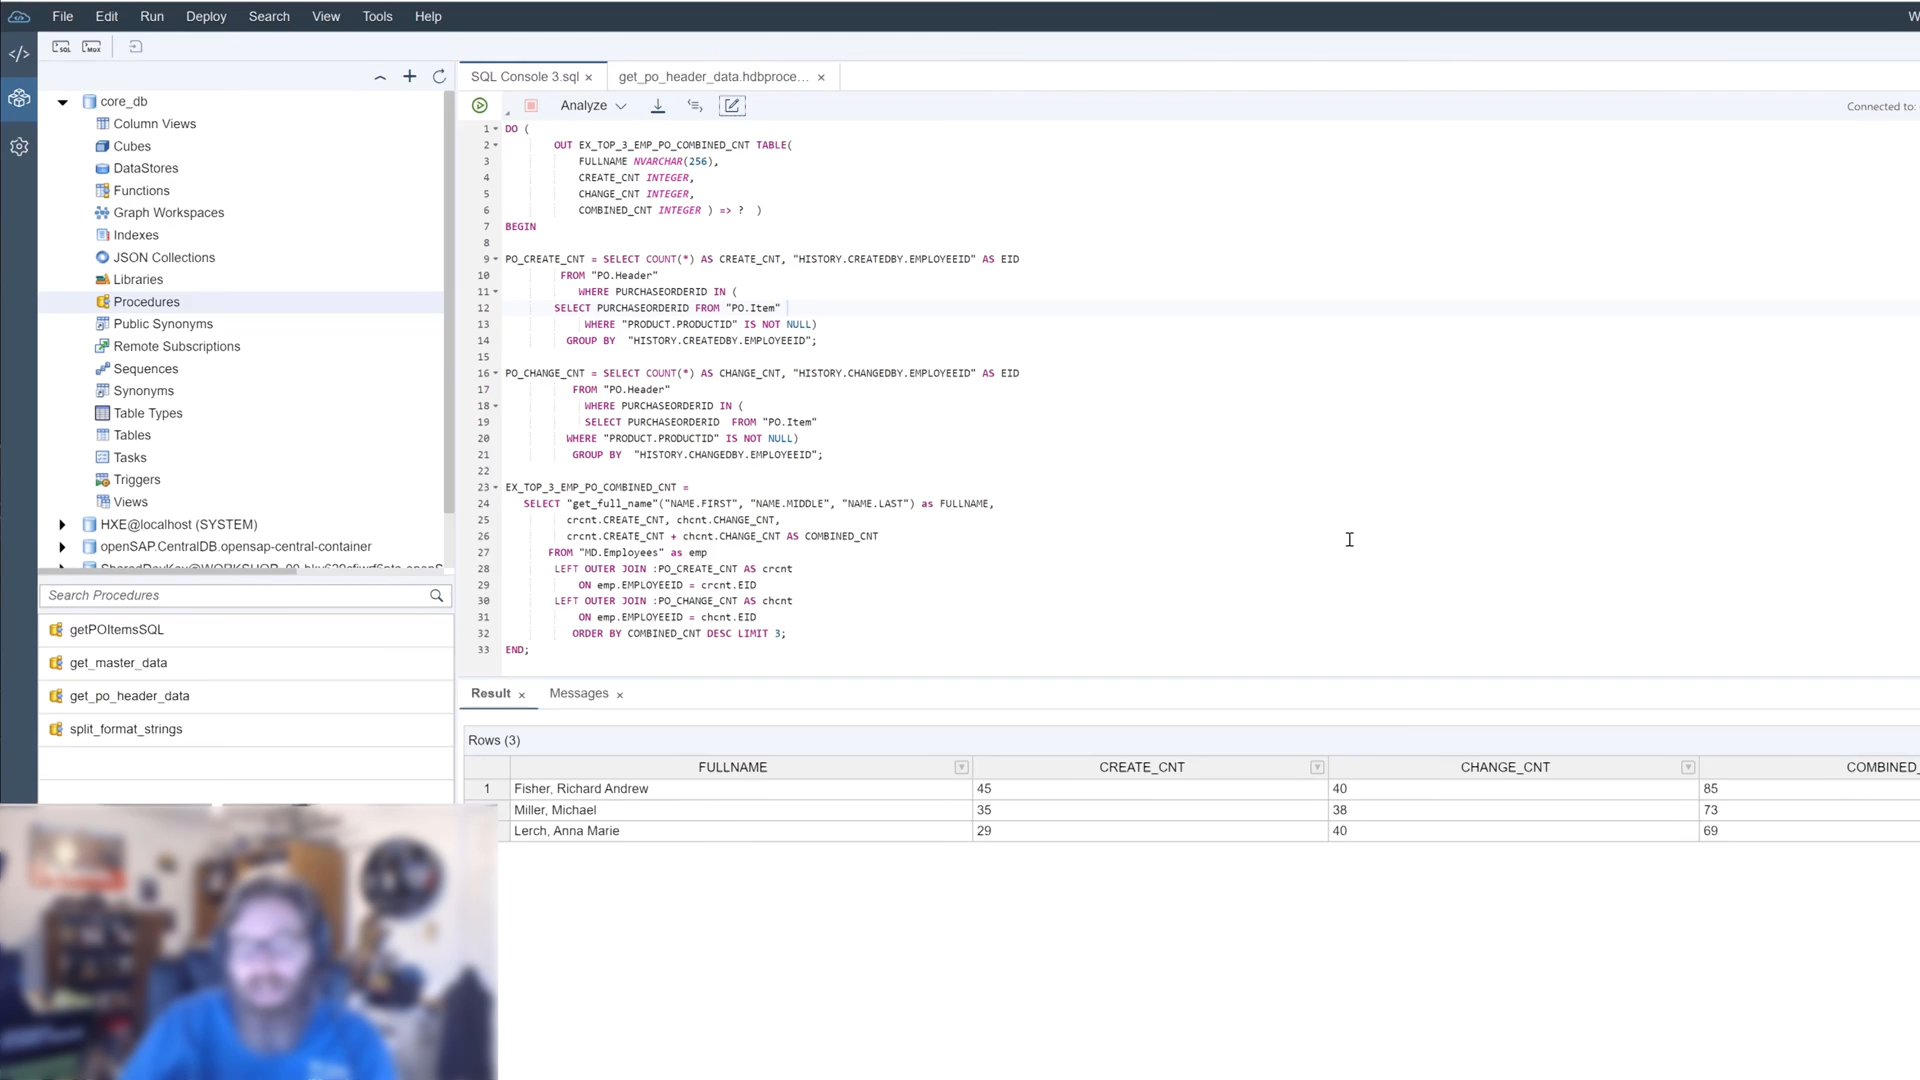 File Edit Run Deploy Search View Tools Help W
SQL MDX
core_db
Column Views
Cubes
DataStores
Functions
Graph Workspaces
Indexes
JSON Collections
Libraries
Procedures
Public Synonyms
Remote Subscriptions
Sequences
Synonyms
Table Types
Tables
Tasks
Triggers
Views
HXE@localhost (SYSTEM)
openSAP.CentralDB.opensap-central-container
Search Procedures
getPOItemsSQL
get_master_data
get_po_header_data
split_format_strings
SQL Console 3.sql × get_po_header_data.hdbproce... ×
Analyze Connected to:
1 DO (
2 OUT EX_TOP_3_EMP_PO_COMBINED_CNT TABLE(
3 FULLNAME NVARCHAR(256),
4 CREATE_CNT INTEGER,
5 CHANGE_CNT INTEGER,
6 COMBINED_CNT INTEGER ) => ? )
7 BEGIN
8
9 PO_CREATE_CNT = SELECT COUNT(*) AS CREATE_CNT, "HISTORY.CREATEDBY.EMPLOYEEID" AS EID
10 FROM "PO.Header"
11 WHERE PURCHASEORDERID IN (
12 SELECT PURCHASEORDERID FROM "PO.Item"
13 WHERE "PRODUCT.PRODUCTID" IS NOT NULL)
14 GROUP BY "HISTORY.CREATEDBY.EMPLOYEEID";
15
16 PO_CHANGE_CNT = SELECT COUNT(*) AS CHANGE_CNT, "HISTORY.CHANGEDBY.EMPLOYEEID" AS EID
17 FROM "PO.Header"
18 WHERE PURCHASEORDERID IN (
19 SELECT PURCHASEORDERID FROM "PO.Item"
20 WHERE "PRODUCT.PRODUCTID" IS NOT NULL)
21 GROUP BY "HISTORY.CHANGEDBY.EMPLOYEEID";
22
23 EX_TOP_3_EMP_PO_COMBINED_CNT =
24 SELECT "get_full_name"("NAME.FIRST", "NAME.MIDDLE", "NAME.LAST") as FULLNAME,
25 crcnt.CREATE_CNT, chcnt.CHANGE_CNT,
26 crcnt.CREATE_CNT + chcnt.CHANGE_CNT AS COMBINED_CNT
27 FROM "MD.Employees" as emp
28 LEFT OUTER JOIN :PO_CREATE_CNT AS crcnt
29 ON emp.EMPLOYEEID = crcnt.EID
30 LEFT OUTER JOIN :PO_CHANGE_CNT AS chcnt
31 ON emp.EMPLOYEEID = chcnt.EID
32 ORDER BY COMBINED_CNT DESC LIMIT 3;
33 END;
Result × Messages ×
Rows (3)
FULLNAME CREATE_CNT CHANGE_CNT COMBINED_
1 Fisher, Richard Andrew 45 40 85
Miller, Michael 35 38 73
Lerch, Anna Marie 29 40 69